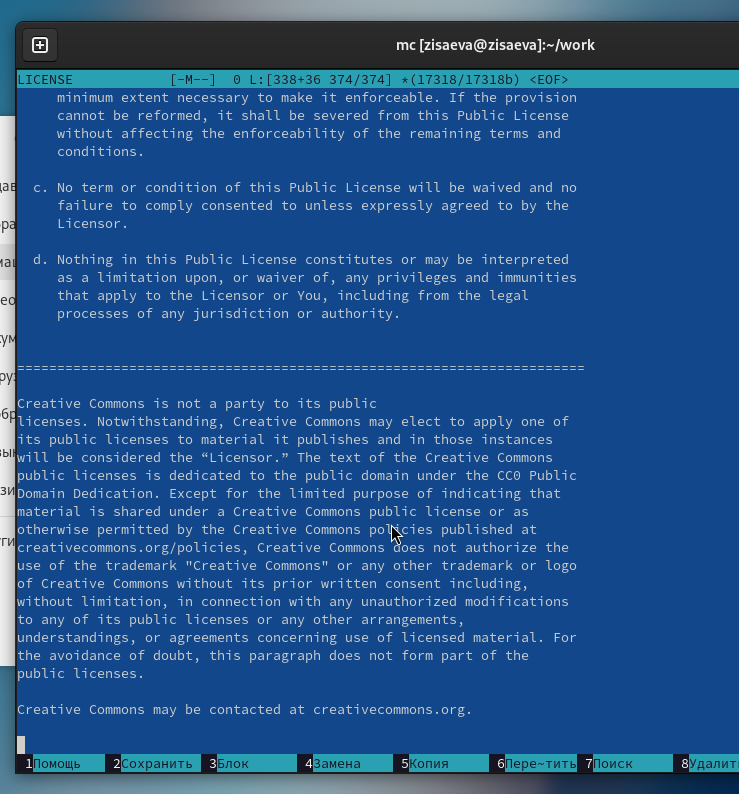 mc [zisaeva@zisaeva]:~/work
LICENSE            [-M--]  0 L:[338+36 374/374] *(17318/17318b) <EOF>
     minimum extent necessary to make it enforceable. If the provision
     cannot be reformed, it shall be severed from this Public License
     without affecting the enforceability of the remaining terms and
     conditions.
  c. No term or condition of this Public License will be waived and no
     failure to comply consented to unless expressly agreed to by the
     Licensor.
  d. Nothing in this Public License constitutes or may be interpreted
     as a limitation upon, or waiver of, any privileges and immunities
     that apply to the Licensor or You, including from the legal
     processes of any jurisdiction or authority.
=======================================================================
Creative Commons is not a party to its public
licenses. Notwithstanding, Creative Commons may elect to apply one of
its public licenses to material it publishes and in those instances
will be considered the “Licensor.” The text of the Creative Commons
public licenses is dedicated to the public domain under the CC0 Public
Domain Dedication. Except for the limited purpose of indicating that
material is shared under a Creative Commons public license or as
otherwise permitted by the Creative Commons policies published at
creativecommons.org/policies, Creative Commons does not authorize the
use of the trademark "Creative Commons" or any other trademark or logo
of Creative Commons without its prior written consent including,
without limitation, in connection with any unauthorized modifications
to any of its public licenses or any other arrangements,
understandings, or agreements concerning use of licensed material. For
the avoidance of doubt, this paragraph does not form part of the
public licenses.
Creative Commons may be contacted at creativecommons.org.
1Помощь 2Сохранить 3Блок 4Замена 5Копия 6Пере~тить 7Поиск 8Удалит